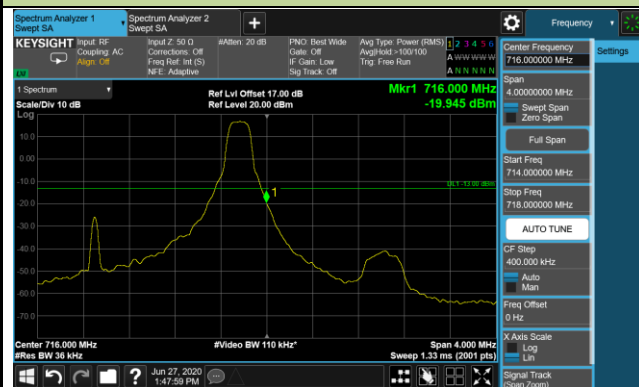 Spectrum Analyzer 1
Swept SA
Spectrum Analyzer 2
Swept SA
+
Frequency
KEYSIGHT
Input: RF
Coupling: AC
Align: Off
Input Z: 50 Ω
Corrections: Off
Freq Ref: Int (S)
NFE: Adaptive
#Atten: 20 dB
PNO: Best Wide
Gate: Off
IF Gain: Low
Sig Track: Off
Avg Type: Power (RMS)
Avg|Hold:>100/100
Trig: Free Run
1 2 3 4 5 6
A W W W W W
A N N N N N
LXI
1 Spectrum
Scale/Div 10 dB
Log
Ref Lvl Offset 17.00 dB
Ref Level 20.00 dBm
Mkr1 716.000 MHz
-19.945 dBm
10.0
0.00
-10.0
-20.0
-30.0
-40.0
-50.0
-60.0
-70.0
DL1 -13.00 dBm
1
Center 716.000 MHz
#Res BW 36 kHz
#Video BW 110 kHz*
Span 4.000 MHz
Sweep 1.33 ms (2001 pts)
Jun 27, 2020
1:47:59 PM
Center Frequency
716.000000 MHz
Span
4.00000000 MHz
Swept Span
Zero Span
Full Span
Start Freq
714.000000 MHz
Stop Freq
718.000000 MHz
AUTO TUNE
CF Step
400.000 kHz
Auto
Man
Freq Offset
0 Hz
X Axis Scale
Log
Lin
Signal Track
(Span Zoom)
Settings